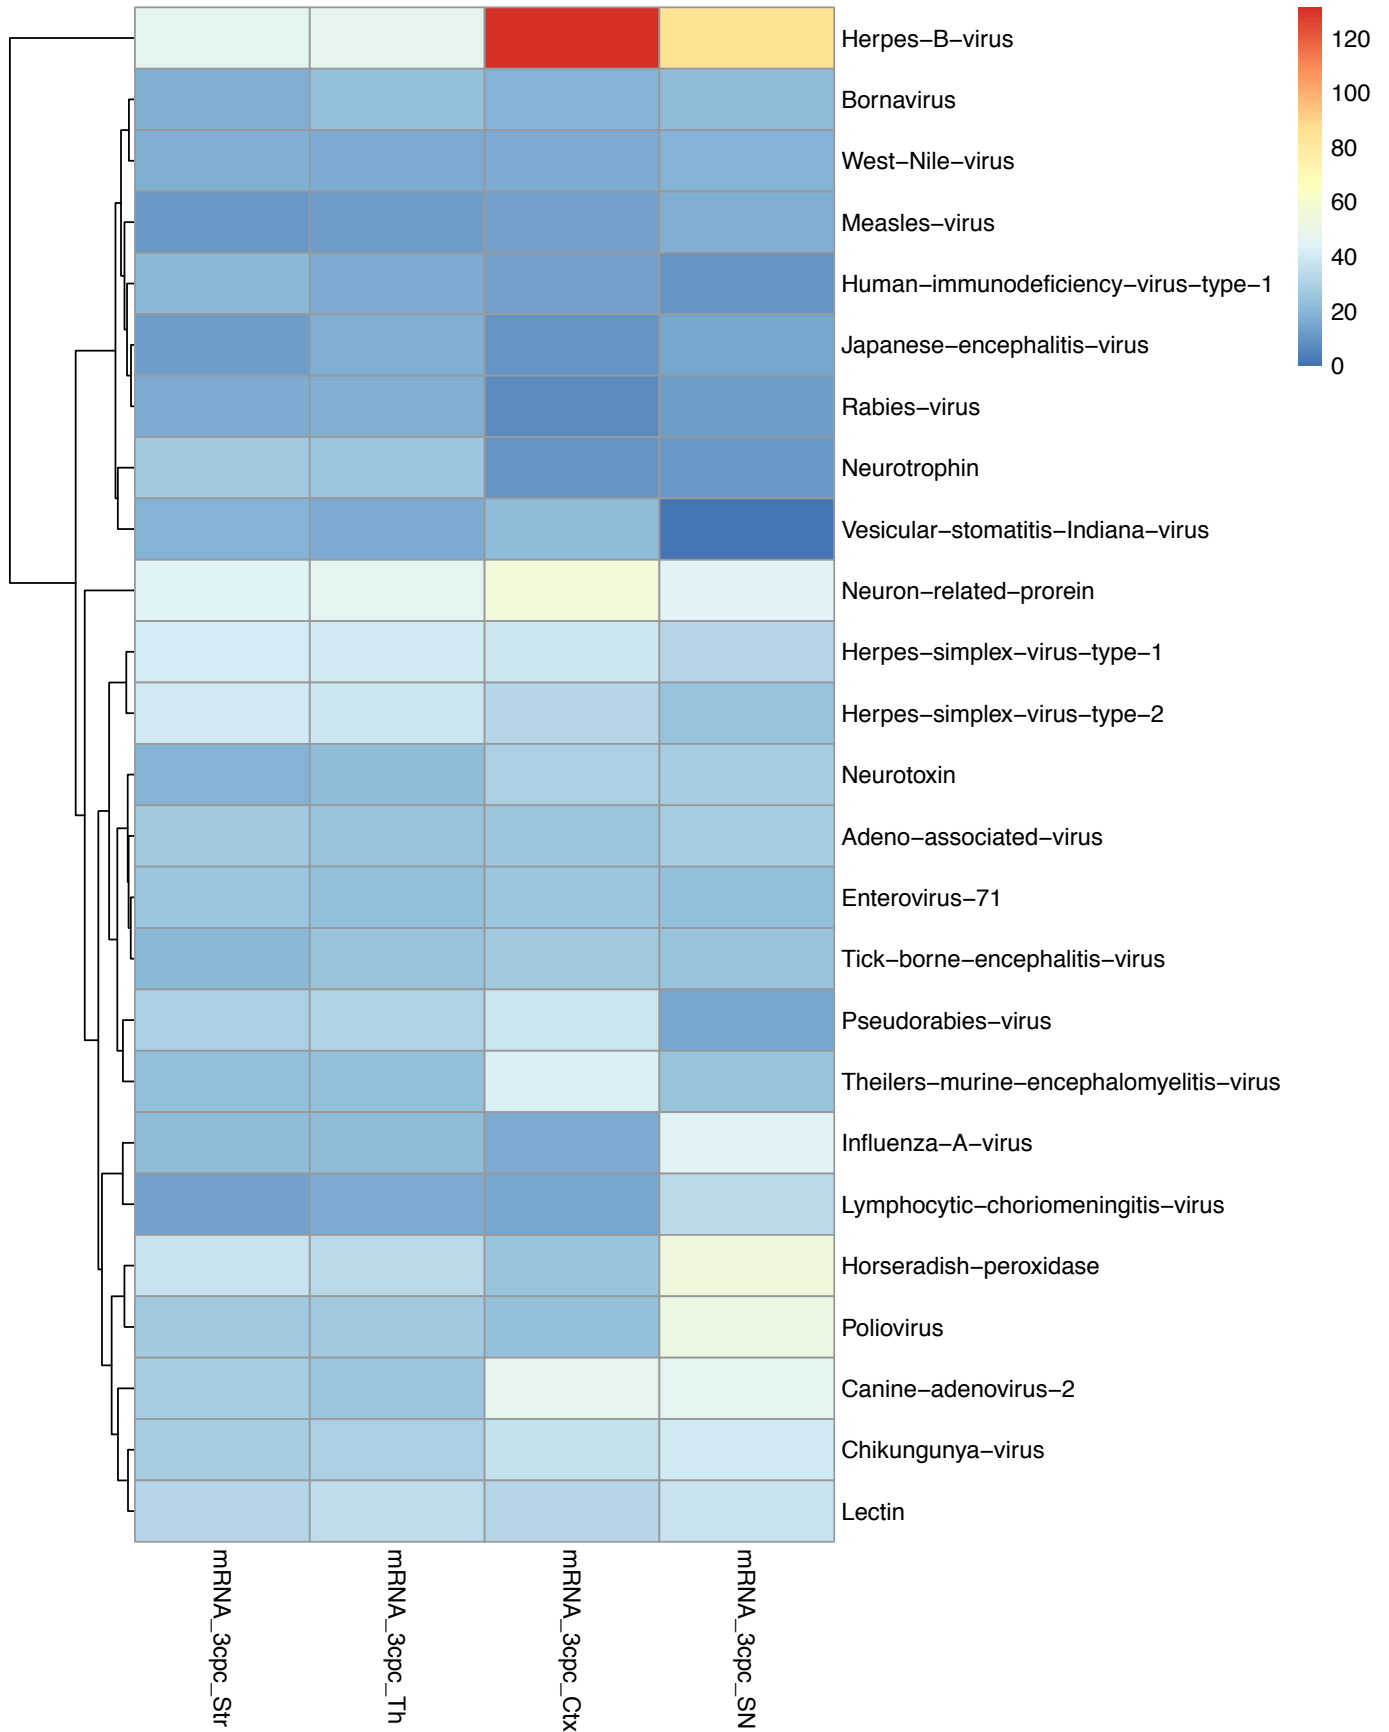 Herpes−B−virus
Bornavirus
West−Nile−virus
Measles−virus
Human−immunodeficiency−virus−type−1
Japanese−encephalitis−virus
Rabies−virus
Neurotrophin
Vesicular−stomatitis−Indiana−virus
Neuron−related−prorein
Herpes−simplex−virus−type−1
Herpes−simplex−virus−type−2
Neurotoxin
Adeno−associated−virus
Enterovirus−71
Tick−borne−encephalitis−virus
Pseudorabies−virus
Theilers−murine−encephalomyelitis−virus
Influenza−A−virus
Lymphocytic−choriomeningitis−virus
Horseradish−peroxidase
Poliovirus
Canine−adenovirus−2
Chikungunya−virus
Lectin
mRNA_3cpc_Str
mRNA_3cpc_Th
mRNA_3cpc_Ctx
mRNA_3cpc_SN
120
100
80
60
40
20
0